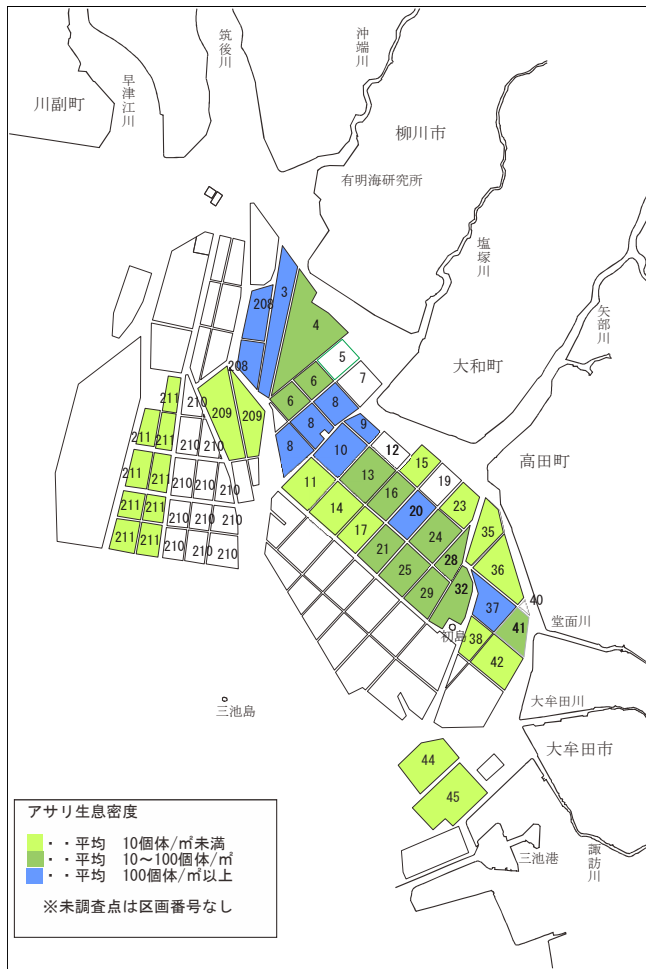 筑後川
沖端川
早津江川
川副町
柳川市
有明海研究所
塩塚川
矢部川
大和町
高田町
3
208
4
5
7
6
208
6
8
211
210
209
209
8
9
211
211
210
210
8
10
12
15
13
19
211
211
210
210
210
11
16
20
23
14
35
211
211
210
210
210
17
24
21
28
36
211
211
210
210
210
25
29
32
37
40
41
堂面川
初島
38
42
大牟田川
三池島
大牟田市
44
45
三池港
諏訪川
アサリ生息密度
・・平均 10個体/㎡未満
・・平均 10～100個体/㎡
・・平均 100個体/㎡以上
※未調査点は区画番号なし